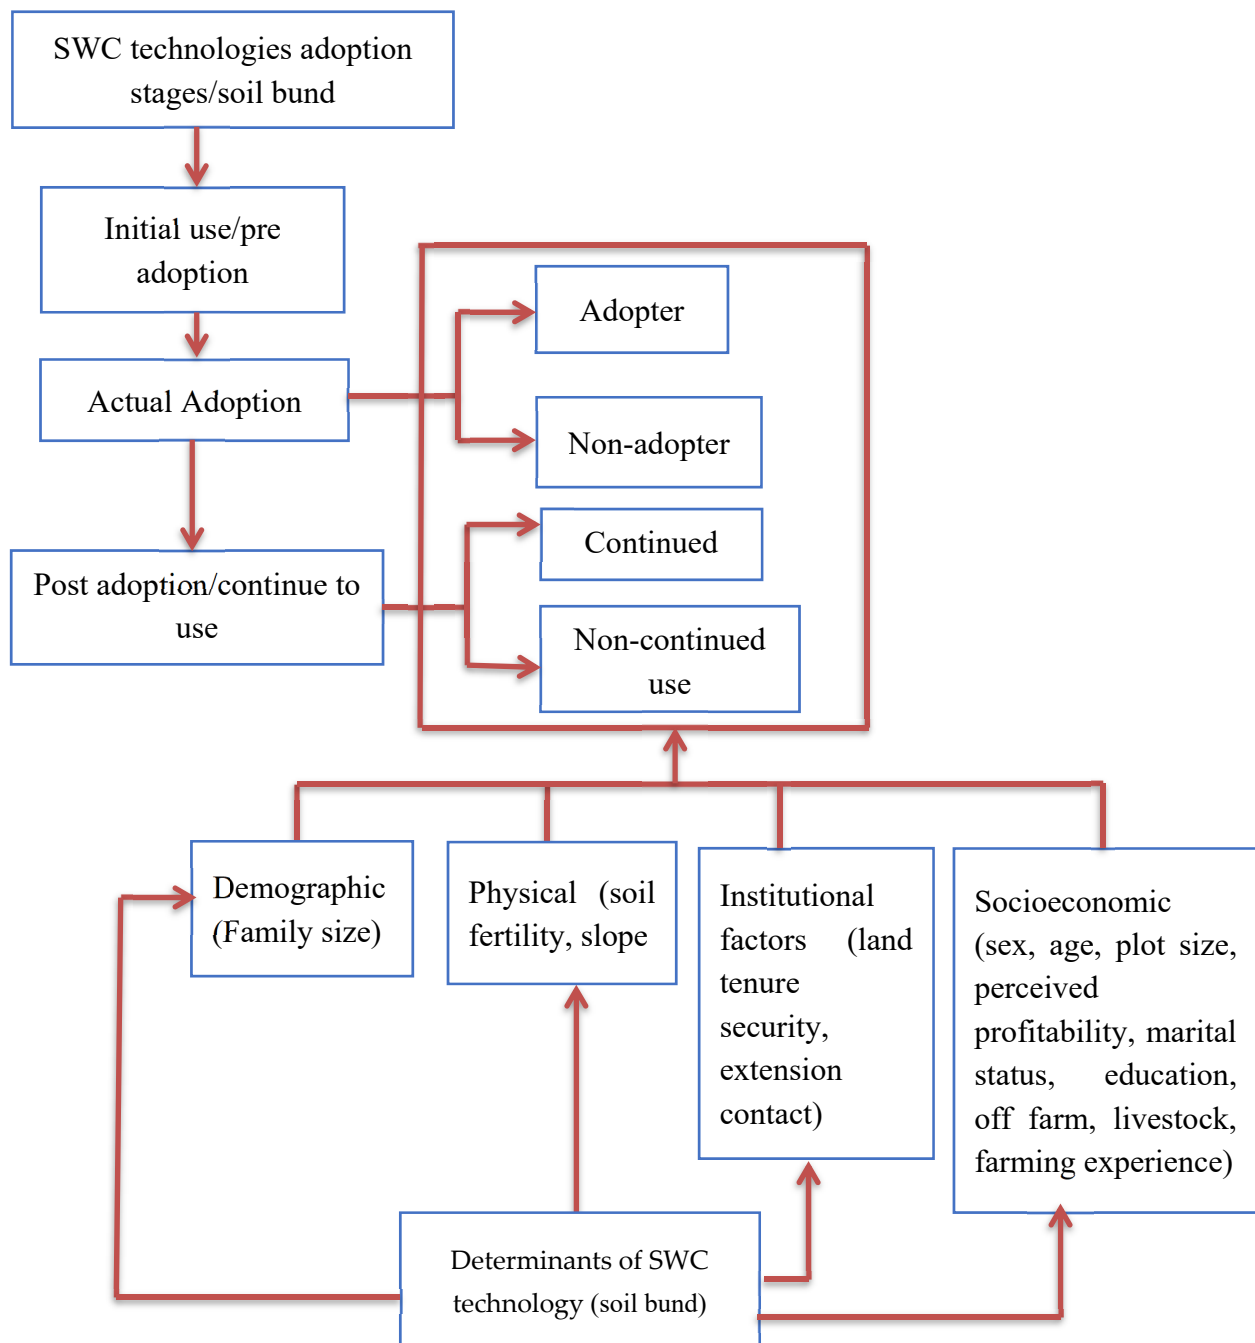 SWC technologies adoption
stages/soil bund
Initial use/pre
adoption
Actual Adoption
Post adoption/continue to
use
Adopter
Non-adopter
Continued
Non-continued
use
Demographic
(Family size)
Physical (soil
fertility, slope
Institutional
factors (land
tenure
security,
extension
contact)
Socioeconomic
(sex, age, plot size,
perceived
profitability, marital
status, education,
off farm, livestock,
farming experience)
Determinants of SWC
technology (soil bund)